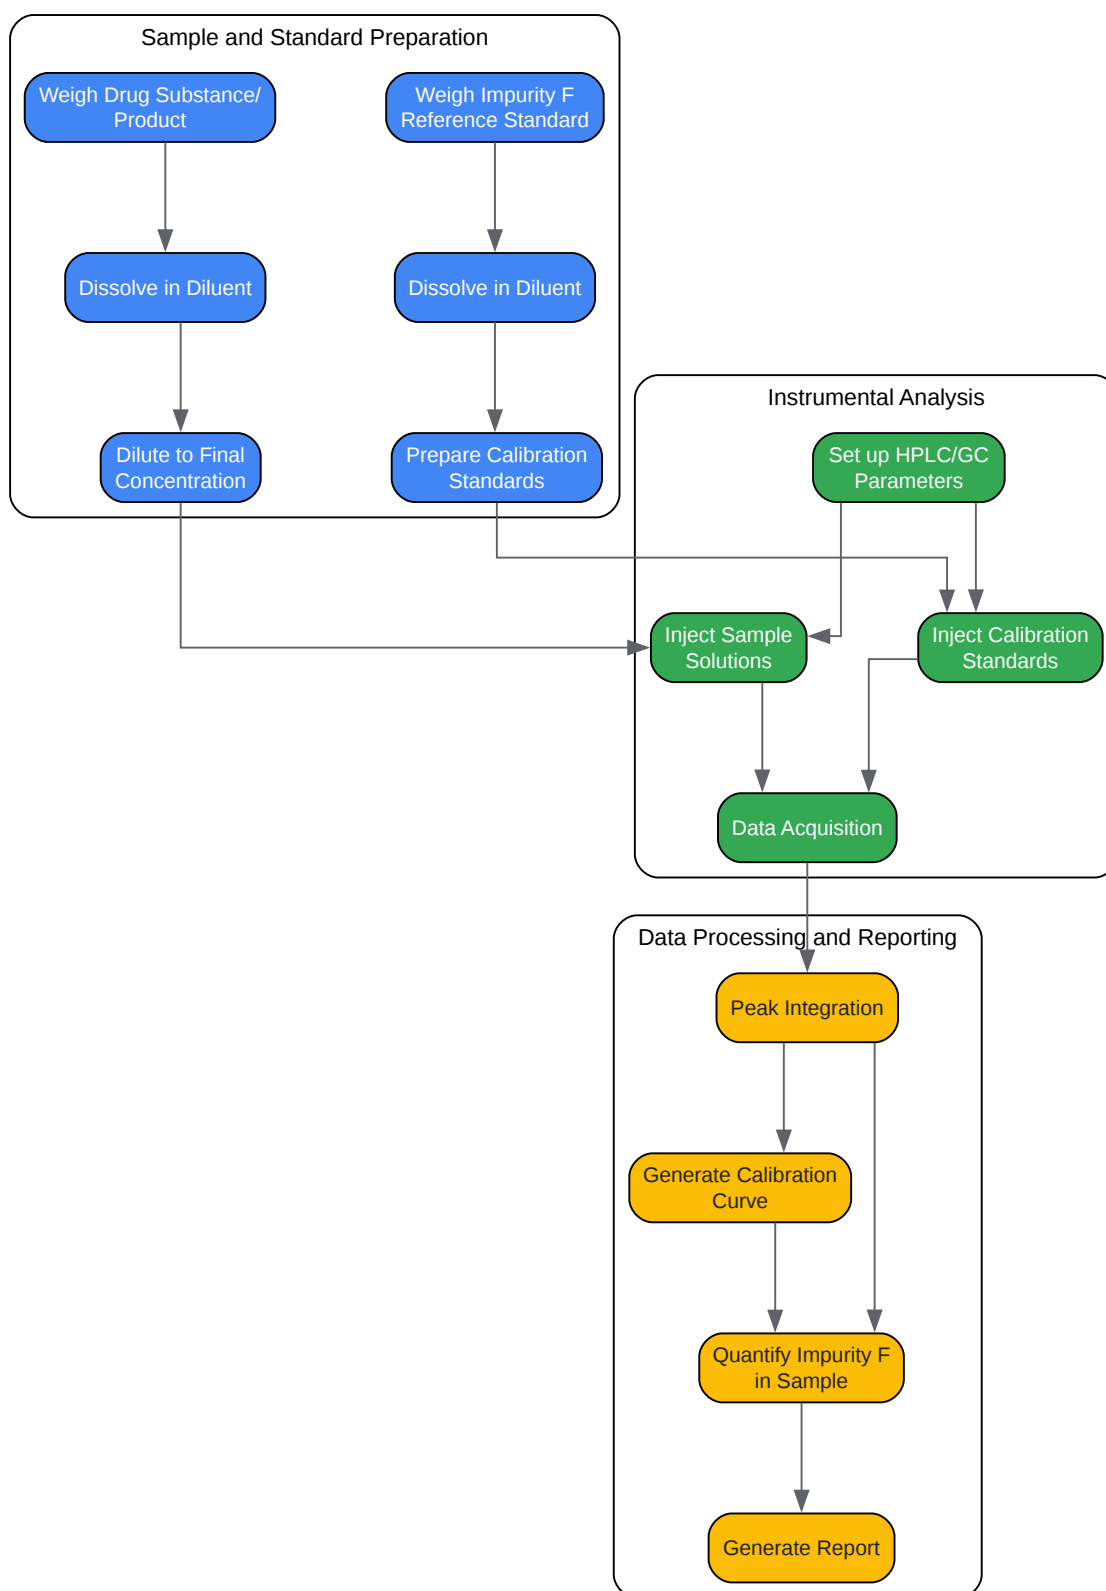 Sample and Standard Preparation
Weigh Drug Substance/
Product
Weigh Impurity F
Reference Standard
Dissolve in Diluent
Dissolve in Diluent
Dilute to Final
Concentration
Prepare Calibration
Standards
Instrumental Analysis
Set up HPLC/GC
Parameters
Inject Sample
Solutions
Inject Calibration
Standards
Data Acquisition
Data Processing and Reporting
Peak Integration
Generate Calibration
Curve
Quantify Impurity F
in Sample
Generate Report